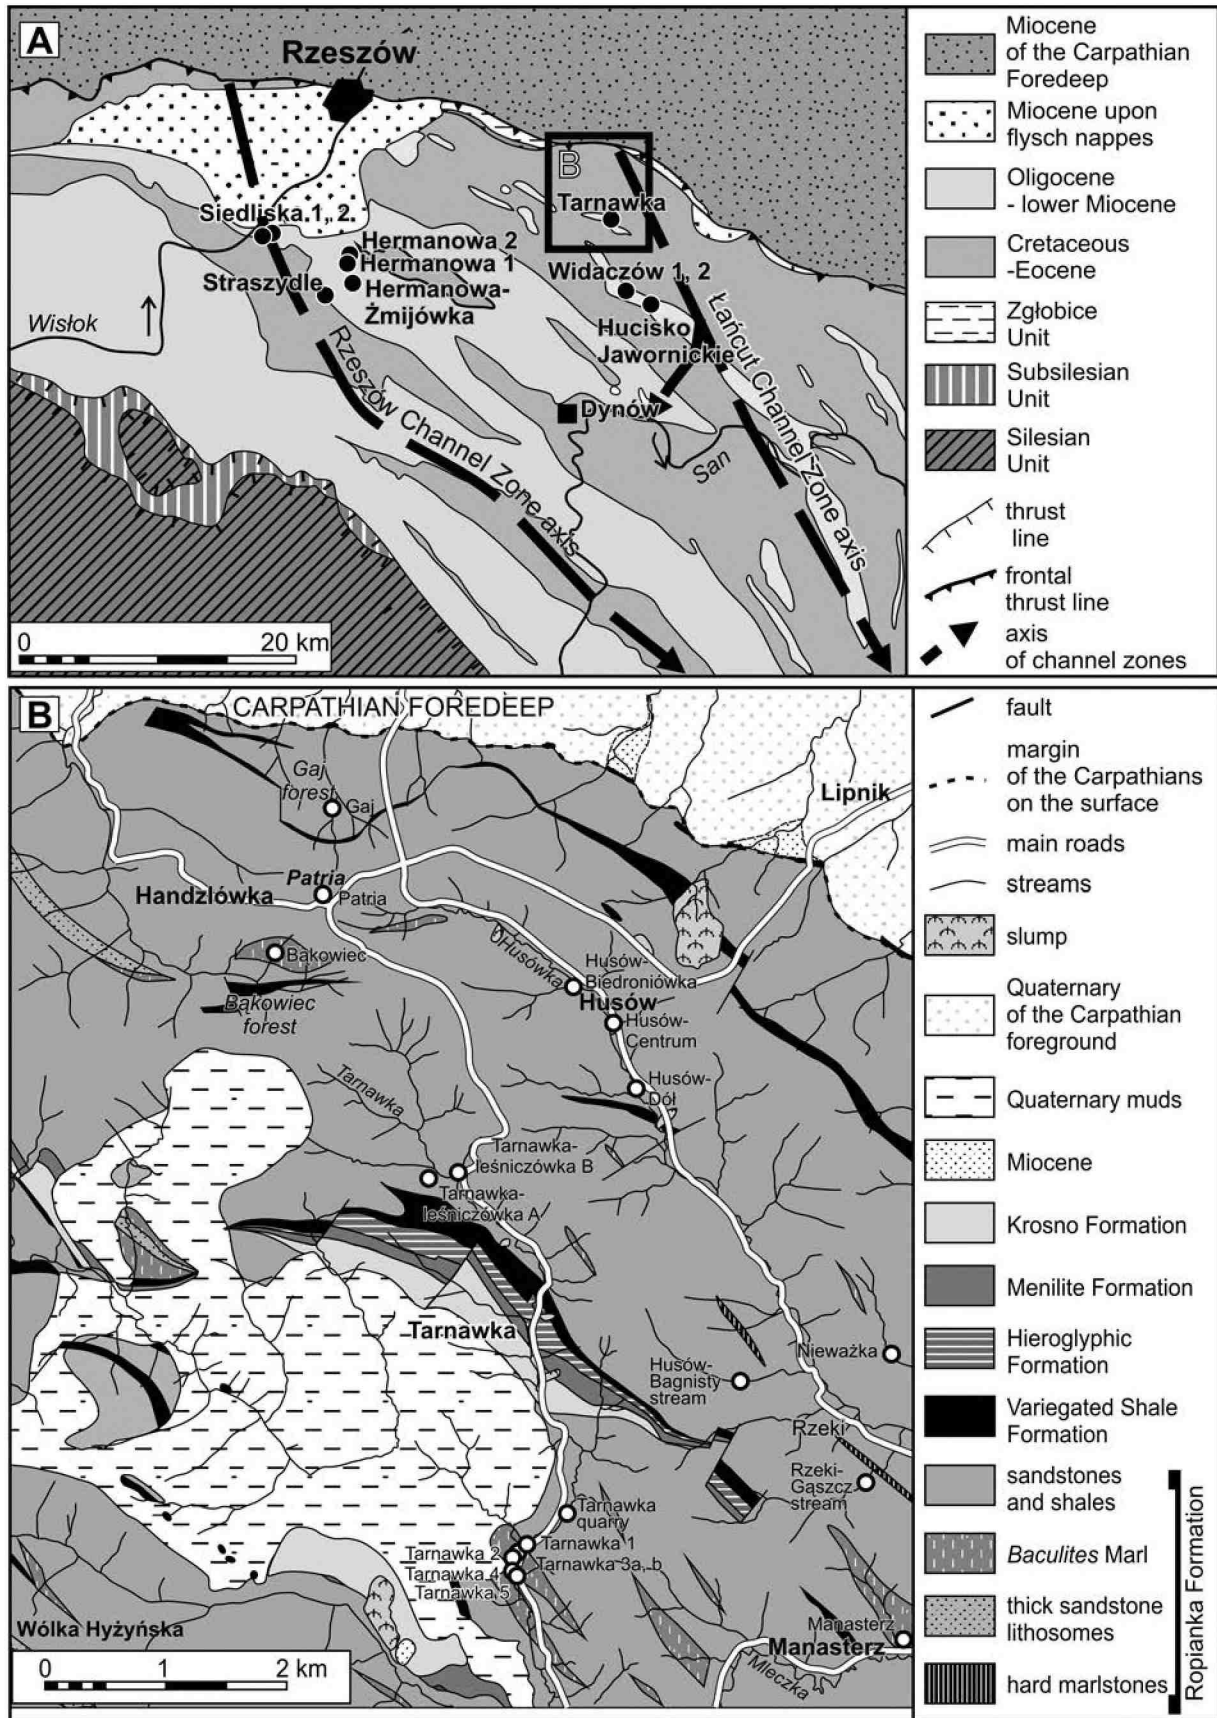 A
Rzeszów
B
Tarnawka
Siedliska 1, 2
Hermanowa 2
Hermanowa 1
Straszydle
Hermanowa-
Żmijówka
Widaczów 1, 2
Hucisko
Jawornickie
Wisłok
Dynów
San
Rzeszów Channel Zone axis
Łańcut Channel Zone axis
0 20 km
Miocene
of the Carpathian
Foredeep
Miocene upon
flysch nappes
Oligocene
- lower Miocene
Cretaceous
-Eocene
Zgłobice
Unit
Subsilesian
Unit
Silesian
Unit
thrust
line
frontal
thrust line
axis
of channel zones
B
CARPATHIAN FOREDEEP
Gaj
forest
Gaj
Lipnik
Patria
Handzlówka
Patria
Bąkowiec
Bąkowiec
forest
Husówka
Husów-
Biedroniówka
Husów
Husów-
Centrum
Husów-
Dół
Tarnawka
Tarnawka-
leśniczówka B
Tarnawka-
leśniczówka A
Tarnawka
Nieważka
Husów-
Bagnisty
stream
Rzeki
Rzeki-
Gąszcz
stream
Tarnawka
quarry
Tarnawka 1
Tarnawka 2
Tarnawka 3a, b
Tarnawka 4
Tarnawka 5
Manasterz
Manasterz
Mleczka
Wólka Hyżyńska
0 1 2 km
fault
margin
of the Carpathians
on the surface
main roads
streams
slump
Quaternary
of the Carpathian
foreground
Quaternary muds
Miocene
Krosno Formation
Menilite Formation
Hieroglyphic
Formation
Variegated Shale
Formation
sandstones
and shales
Baculites Marl
thick sandstone
lithosomes
hard marlstones
Ropianka Formation